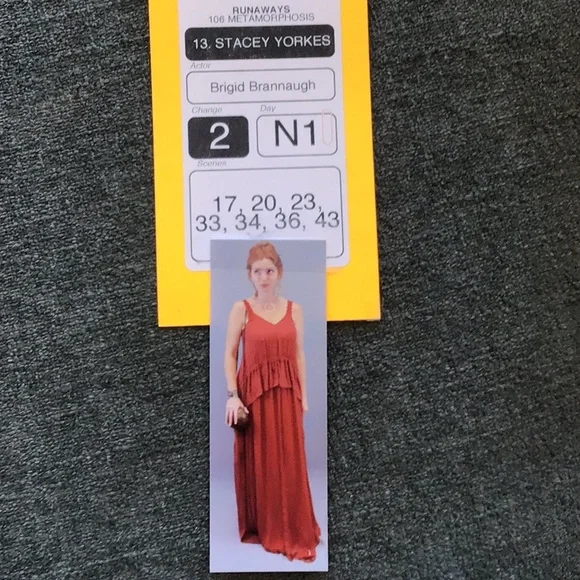 RUNAWAYS
106 METAMORPHOSIS
13. STACEY YORKES
Actor
Brigid Brannaugh
Change
Day
2
N1
Scenes
17, 20, 23,
33, 34, 36, 43